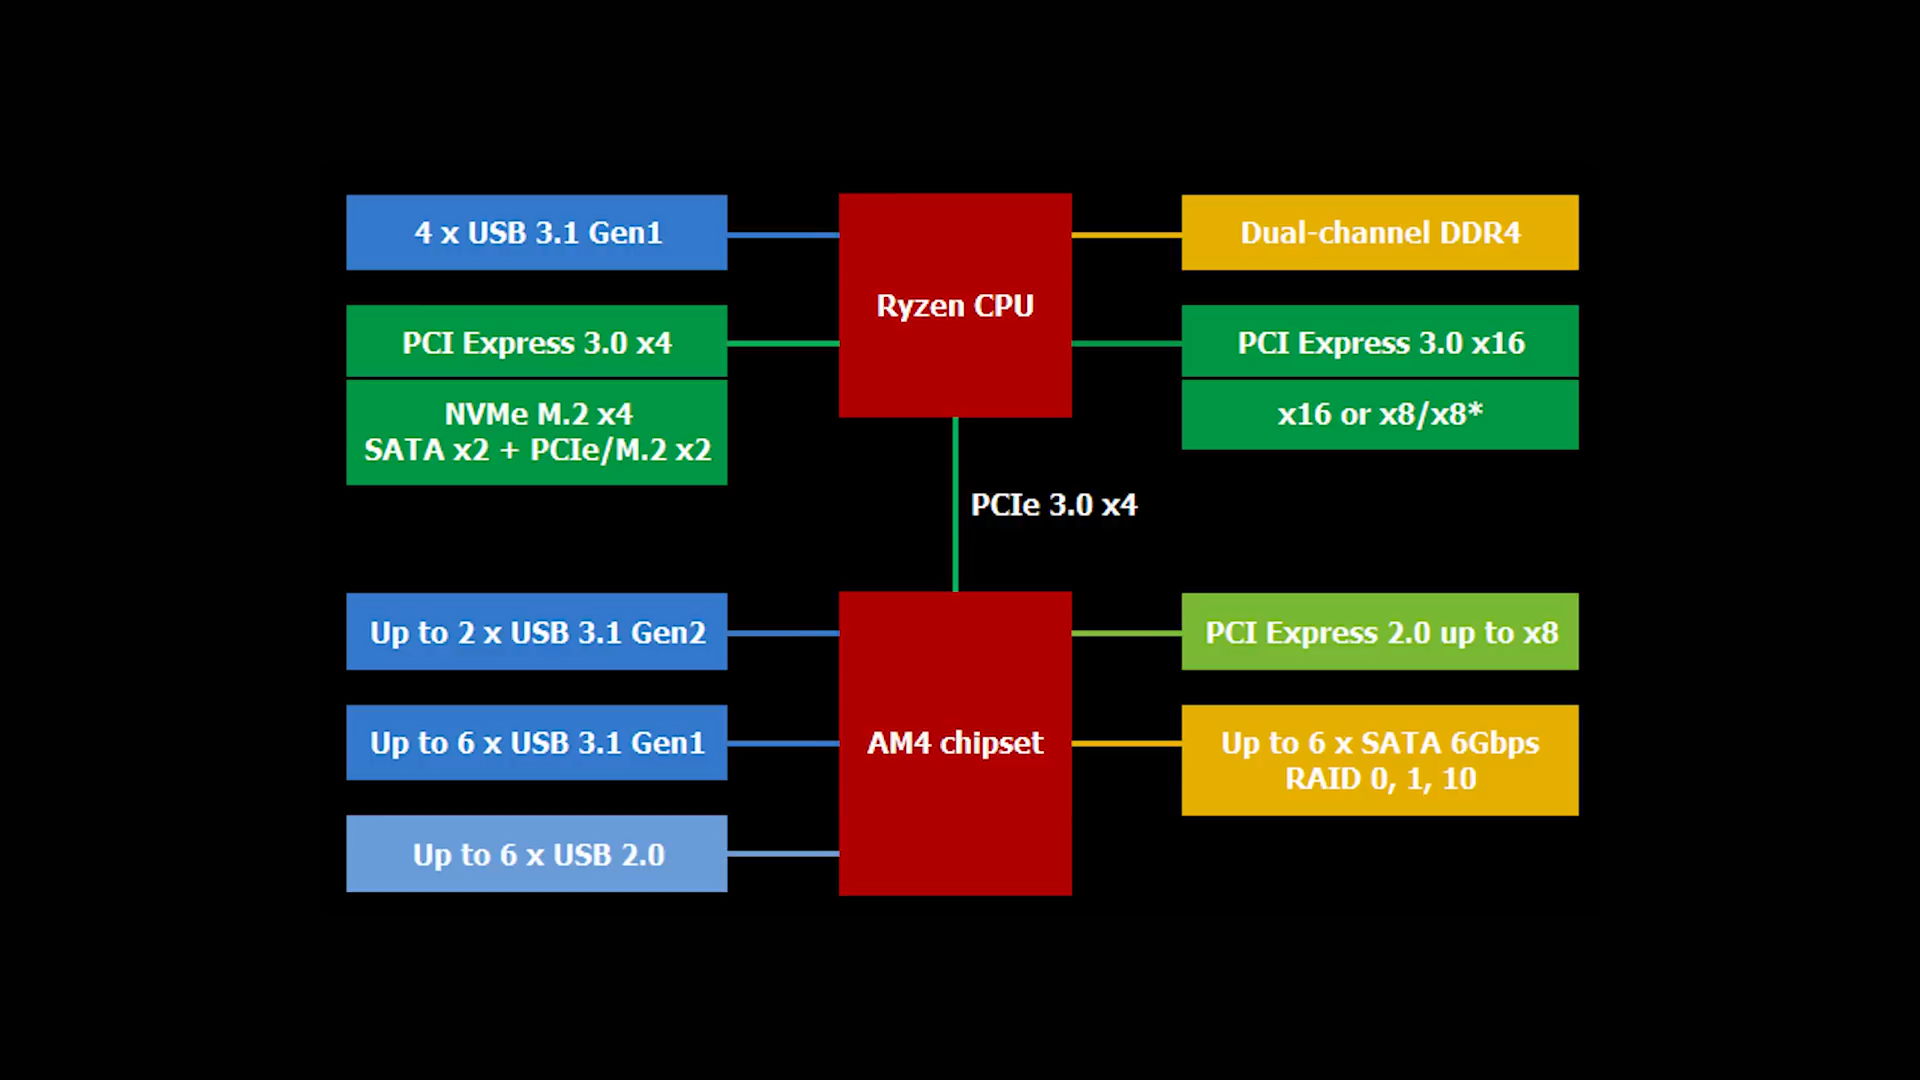 4 x USB 3.1 Gen1
Ryzen CPU
Dual-channel DDR4
PCI Express 3.0 x4
NVMe M.2 x4
SATA x2 + PCIe/M.2 x2
PCI Express 3.0 x16
x16 or x8/x8*
PCIe 3.0 x4
Up to 2 x USB 3.1 Gen2
Up to 6 x USB 3.1 Gen1
Up to 6 x USB 2.0
AM4 chipset
PCI Express 2.0 up to x8
Up to 6 x SATA 6Gbps
RAID 0, 1, 10